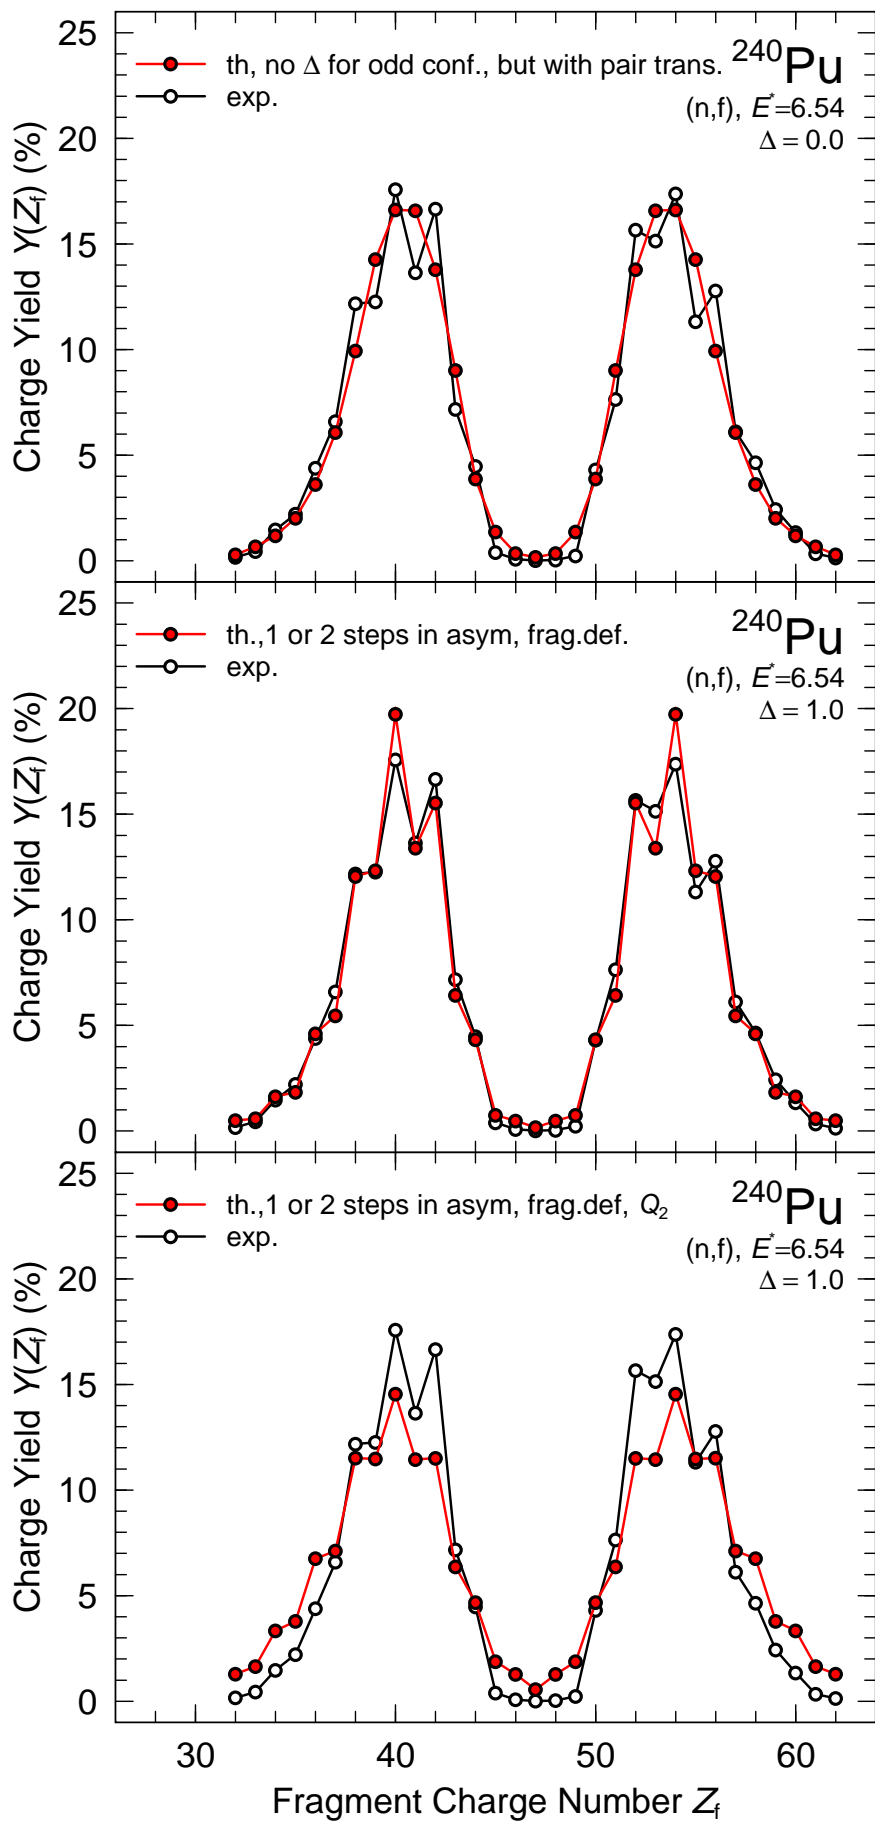 25
th, no Δ for odd conf., but with pair trans.
²⁴⁰Pu
exp.
(n,f), E*=6.54
Δ = 0.0
20
15
10
5
0
Charge Yield Y(Z_f) (%)
25
th.,1 or 2 steps in asym, frag.def.
²⁴⁰Pu
exp.
(n,f), E*=6.54
Δ = 1.0
20
15
10
5
0
Charge Yield Y(Z_f) (%)
25
th.,1 or 2 steps in asym, frag.def, Q₂
²⁴⁰Pu
exp.
(n,f), E*=6.54
Δ = 1.0
20
15
10
5
0
Charge Yield Y(Z_f) (%)
30 40 50 60
Fragment Charge Number Z_f